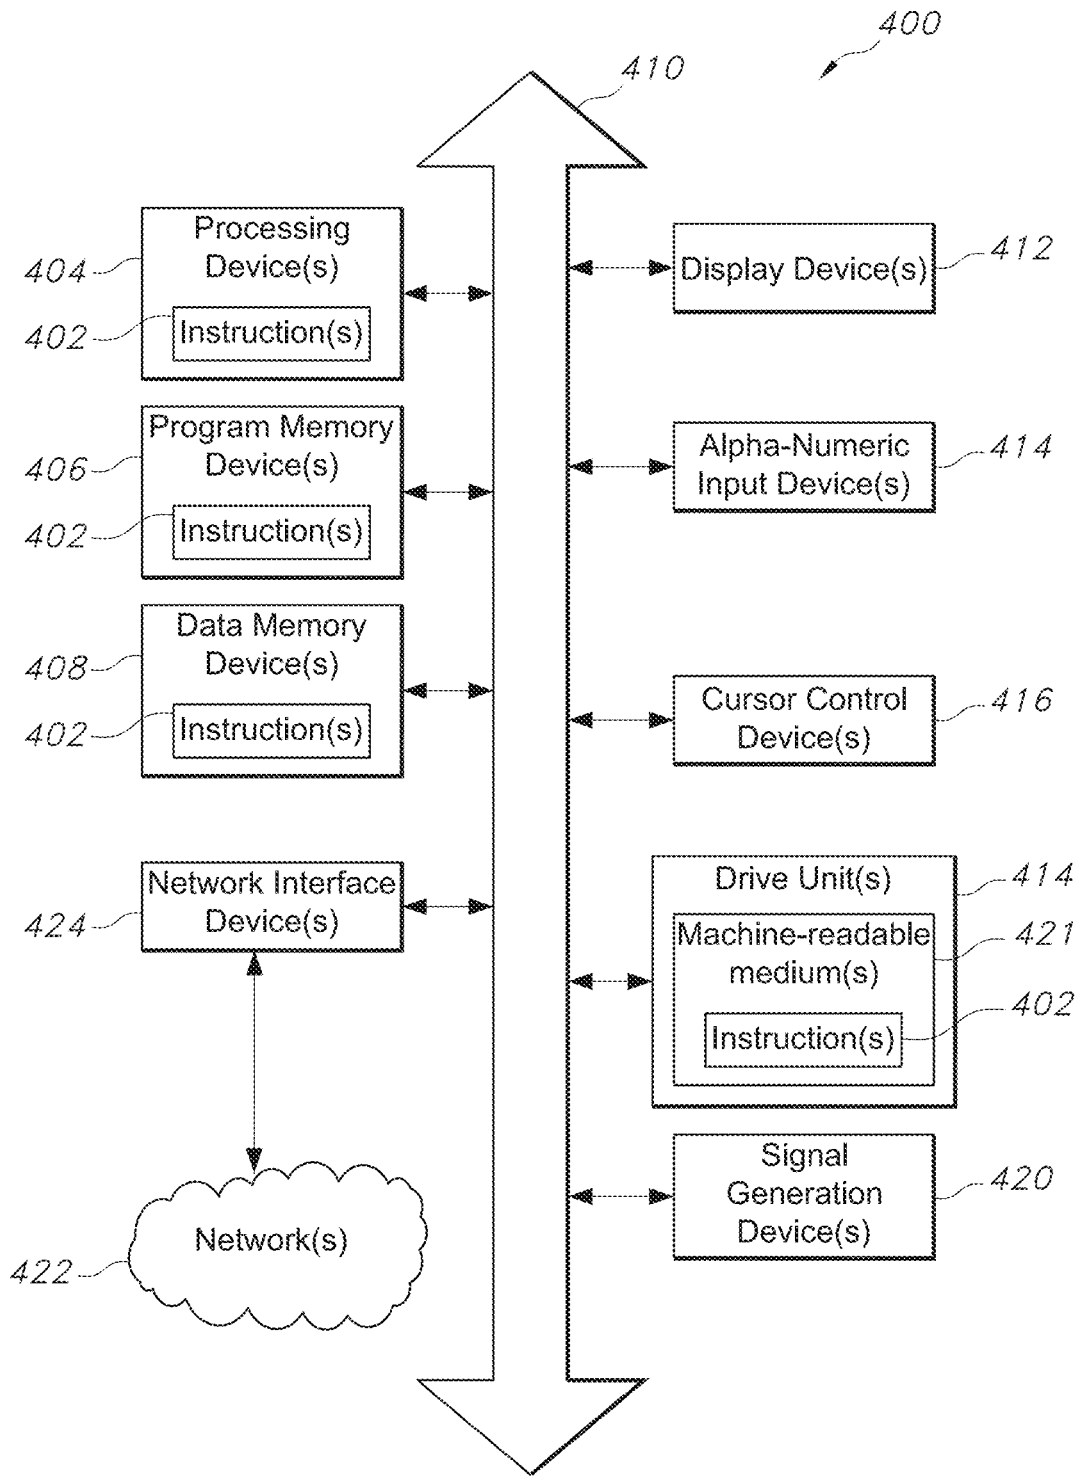 400
410
Processing
Device(s)
404
402
Instruction(s)
Program Memory
Device(s)
406
402
Instruction(s)
Data Memory
Device(s)
408
402
Instruction(s)
Network Interface
Device(s)
424
Network(s)
422
Display Device(s)
412
Alpha-Numeric
Input Device(s)
414
Cursor Control
Device(s)
416
Drive Unit(s)
414
Machine-readable
medium(s)
421
Instruction(s)
402
Signal
Generation
Device(s)
420